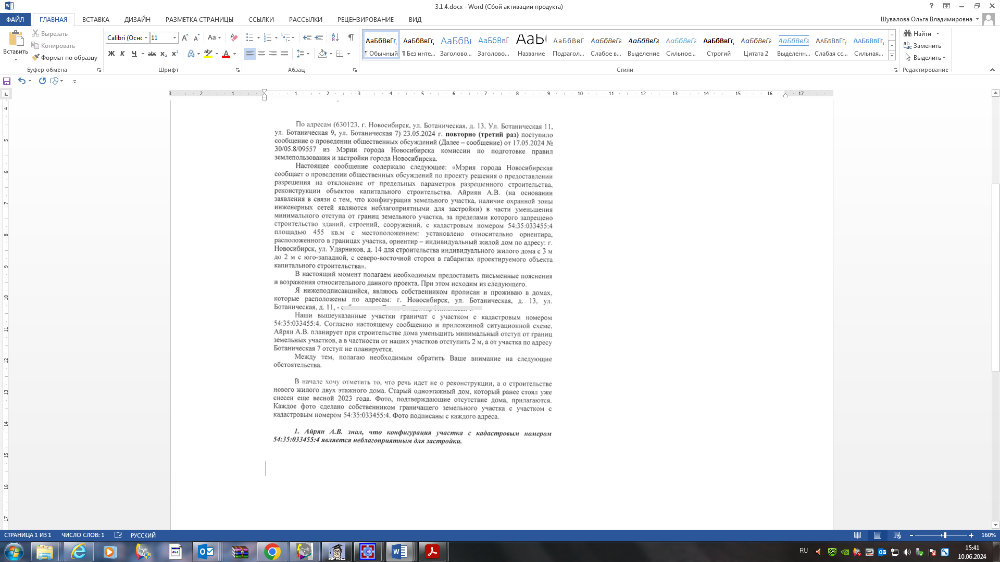 3.1.4.docx - Word (Сбой активации продукта)
ФАЙЛ ГЛАВНАЯ ВСТАВКА ДИЗАЙН РАЗМЕТКА СТРАНИЦЫ ССЫЛКИ РАССЫЛКИ РЕЦЕНЗИРОВАНИЕ ВИД
Шувалова Ольга Владимировна
Вставить
Вырезать
Копировать
Формат по образцу
Буфер обмена
Calibri (Оснс 11
Ж К Ч abc x₂ x²
Шрифт
Абзац
АаБбВвГг, АаБбВвГг, АаБбВı АаБбВвГ АаЫ АаБбВвГ АаБбВвГг АаБбВвГг АаБбВвГг АаБбВвГг, АаБбВвГг АаБбВвГг ААБбВВГг, ААБбВВГг,
¶ Обычный ¶ Без инте... Заголово... Заголово... Название Подзагол... Слабое в... Выделение Сильное... Строгий Цитата 2 Выделенн... Слабая сс... Сильная...
Стили
Найти
Заменить
Выделить
Редактирование
3 2 1 1 2 3 4 5 6 7 8 9 10 11 12 13 14 15 16 17
4 5 6 7 8 9 10 11 12 13 14 15 16 17
По адресам (630123, г. Новосибирск, ул. Ботаническая, д. 13, Ул. Ботаническая 11,
ул. Ботаническая 9, ул. Ботаническая 7) 23.05.2024 г. повторно (третий раз) поступило
сообщение о проведении общественных обсуждений (Далее – сообщение) от 17.05.2024 №
30/05.8/09557 из Мэрии города Новосибирска комиссии по подготовке правил
землепользования и застройки города Новосибирска.
Настоящее сообщение содержало следующее: «Мэрия города Новосибирская
сообщает о проведении общественных обсуждений по проекту решения о предоставлении
разрешения на отклонение от предельных параметров разрешенного строительства,
реконструкции объектов капитального строительства. Айриян А.В. (на основании
заявления в связи с тем, что конфигурация земельного участка, наличие охранной зоны
инженерных сетей являются неблагоприятными для застройки) в части уменьшения
минимального отступа от границ земельного участка, за пределами которого запрещено
строительство зданий, строений, сооружений, с кадастровым номером 54:35:033455:4
площадью 455 кв.м с местоположением: установлено относительно ориентира,
расположенного в границах участка, ориентир – индивидуальный жилой дом по адресу: г.
Новосибирск, ул. Ударников, д. 14 для строительства индивидуального жилого дома с 3 м
до 2 м с юго-западной, с северо-восточной сторон в габаритах проектируемого объекта
капитального строительства».
В настоящий момент полагаем необходимым предоставить письменные пояснения
и возражения относительного данного проекта. При этом исходим из следующего.
Я нижеподписавшийся, являюсь собственником прописан и проживаю в домах,
которые расположены по адресам: г. Новосибирск, ул. Ботаническая, д. 13, ул.
Ботаническая, д. 11, -
Наши вышеуказанные участки граничат с участком с кадастровым номером
54:35:033455:4. Согласно настоящему сообщению и приложенной ситуационной схеме,
Айрян А.В. планирует при строительстве дома уменьшить минимальный отступ от границ
земельных участков, а в частности от наших участков отступить 2 м, а от участка по адресу
Ботаническая 7 отступ не планируется.
Между тем, полагаю необходимым обратить Ваше внимание на следующие
обстоятельства.
В начале хочу отметить то, что речь идет не о реконструкции, а о строительстве
нового жилого двух этажного дома. Старый одноэтажный дом, который ранее стоял уже
снесен еще весной 2023 года. Фото, подтверждающие отсутствие дома, прилагаются.
Каждое фото сделано собственником граничащего земельного участка с участком с
кадастровым номером 54:35:033455:4. Фото подписаны с каждого адреса.
1. Айрян А.В. знал, что конфигурация участка с кадастровым номером
54:35:033455:4 является неблагоприятным для застройки.
СТРАНИЦА 1 ИЗ 1 ЧИСЛО СЛОВ: 1 РУССКИЙ 160%
RU 15:41
10.06.2024